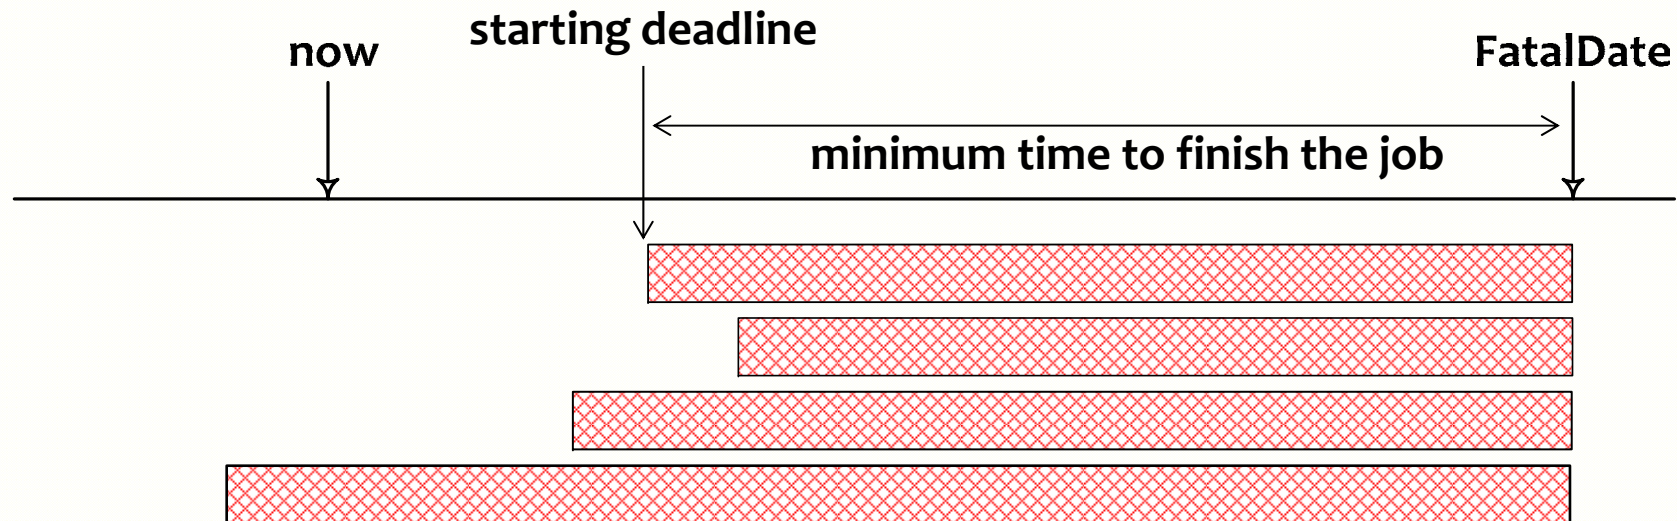 starting deadline
now
FatalDate
minimum time to finish the job